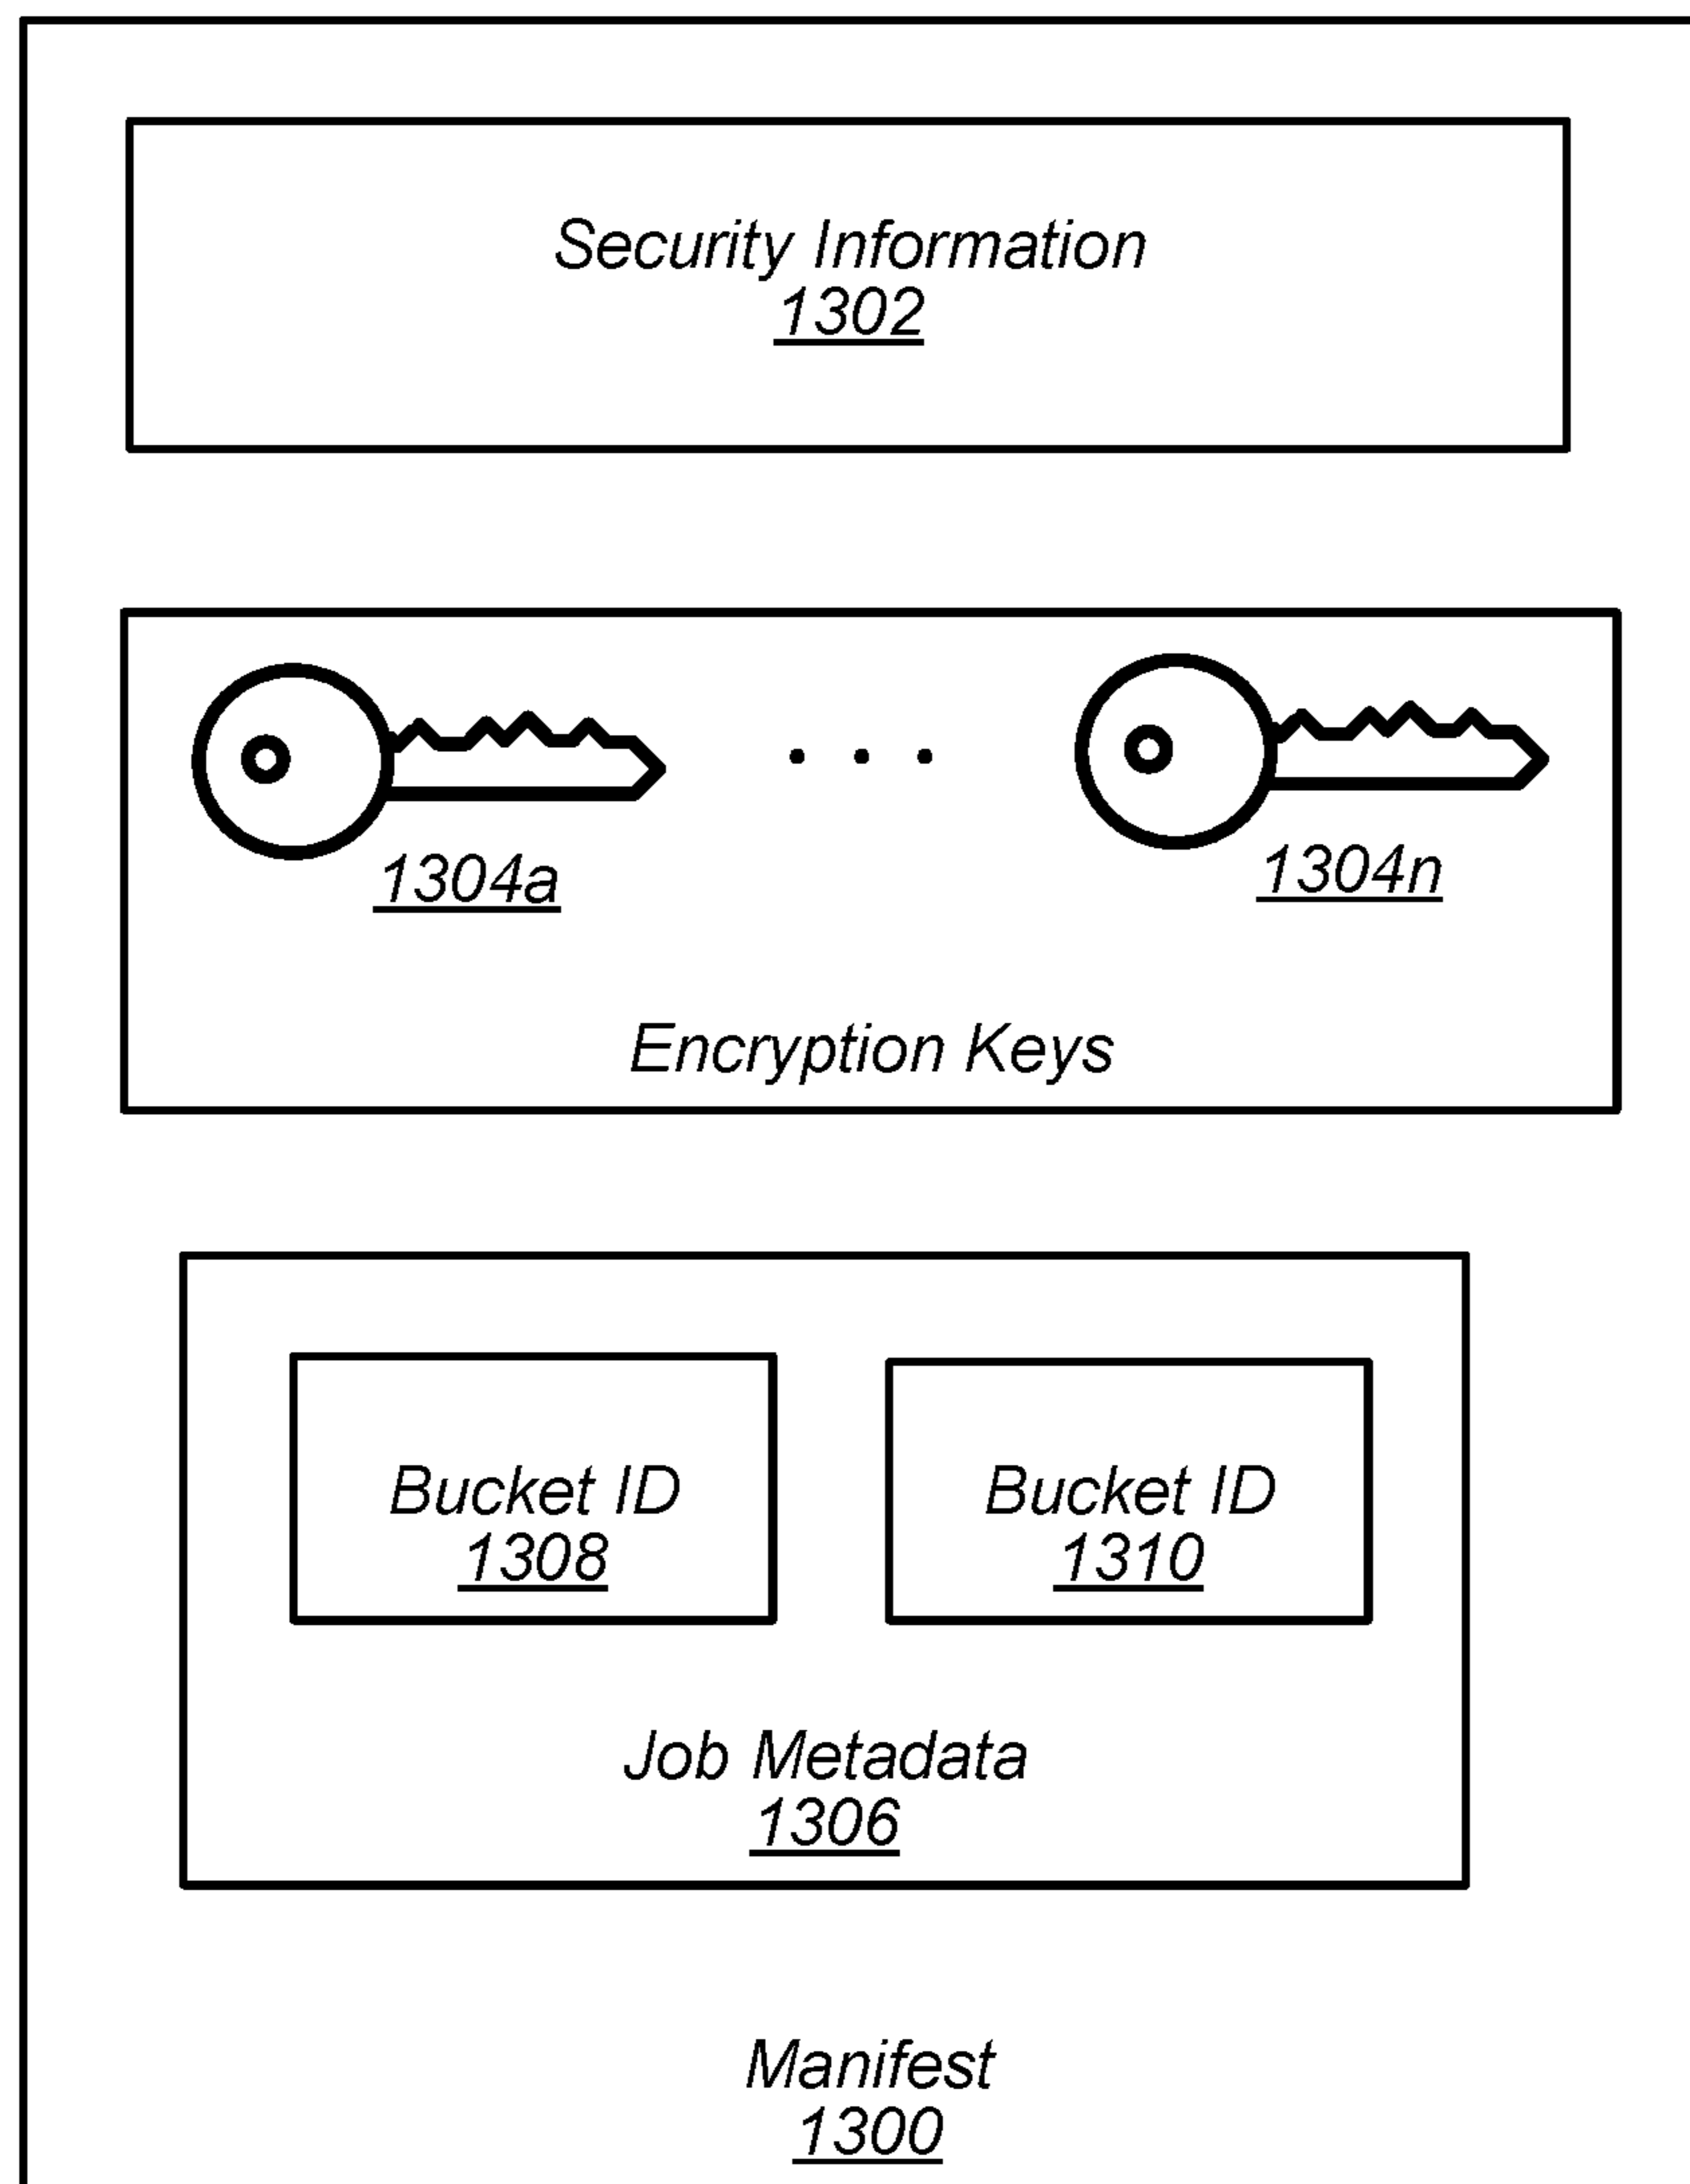 Security Information
1302
1304a
1304n
Encryption Keys
Bucket ID
1308
Bucket ID
1310
Job Metadata
1306
Manifest
1300